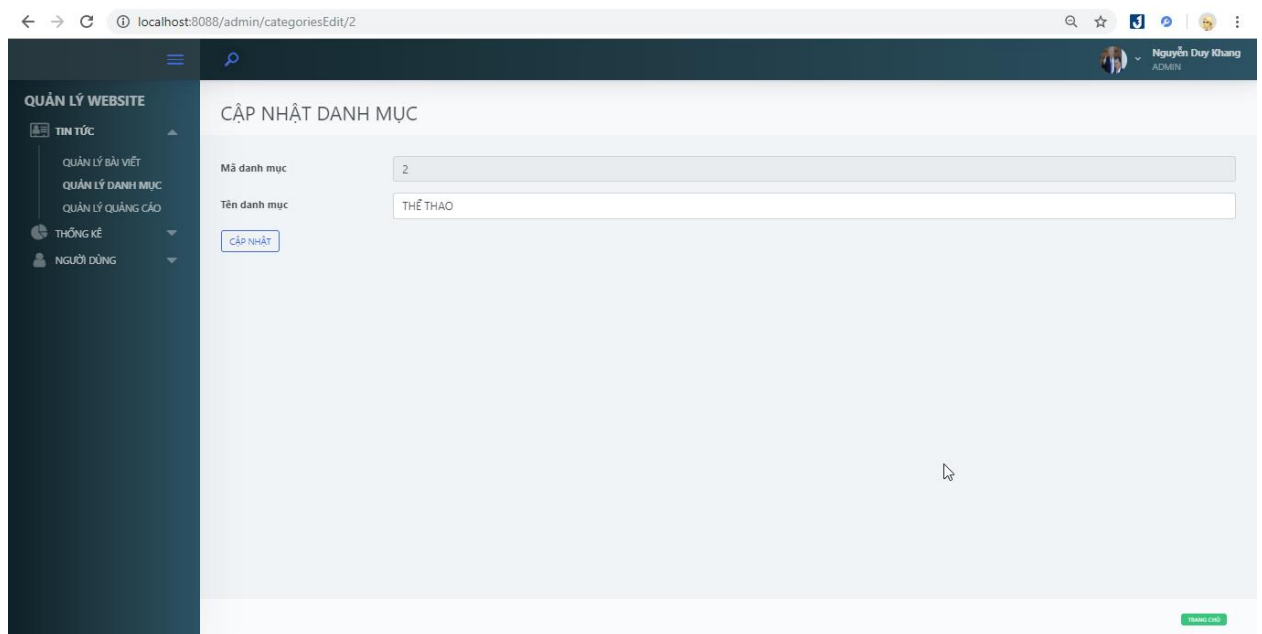 localhost:8088/admin/categoriesEdit/2
Nguyễn Duy Khang
ADMIN
QUẢN LÝ WEBSITE
TIN TỨC
QUẢN LÝ BÀI VIẾT
QUẢN LÝ DANH MỤC
QUẢN LÝ QUẢNG CÁO
THỐNG KÊ
NGƯỜI DÙNG
CẬP NHẬT DANH MỤC
Mã danh mục 2
Tên danh mục THỂ THAO
CẬP NHẬT
TRANG CHỦ